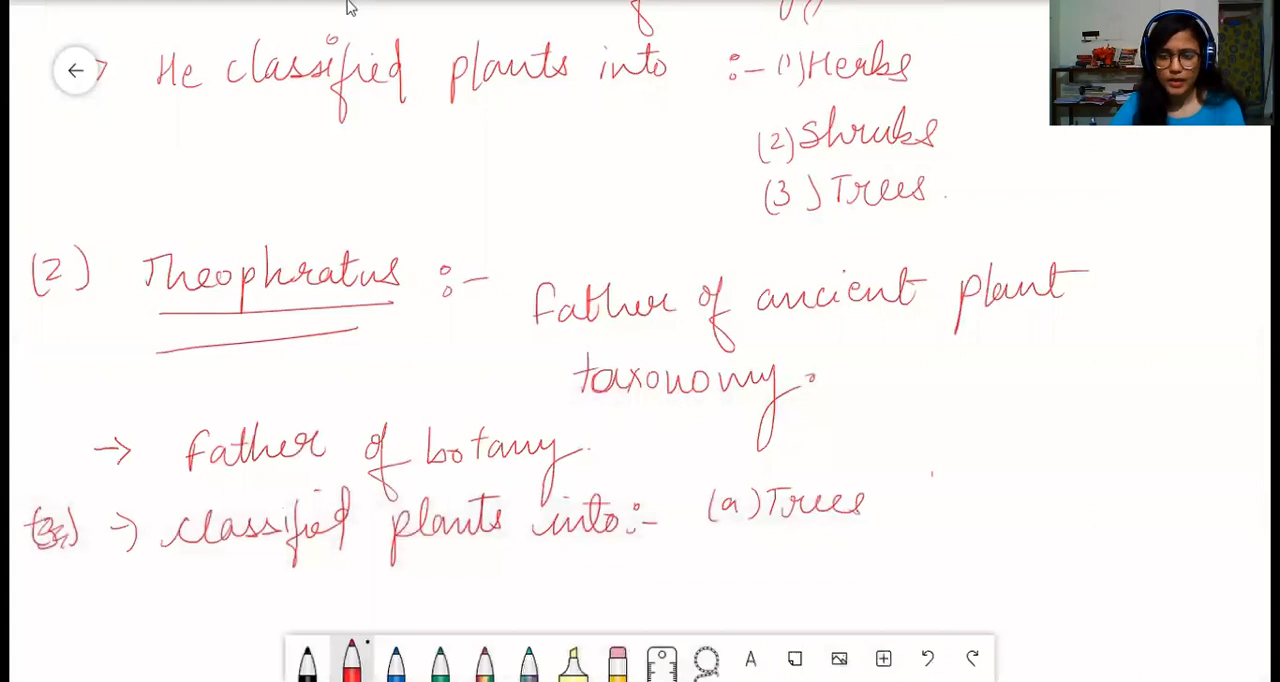 He classified plants into :- (1) Herbs
(2) Shrubs
(3) Trees.
(2) Theophratus :- Father of ancient plant
taxonomy.
→ Father of botany.
→ classified plants into :- (a) Trees
A